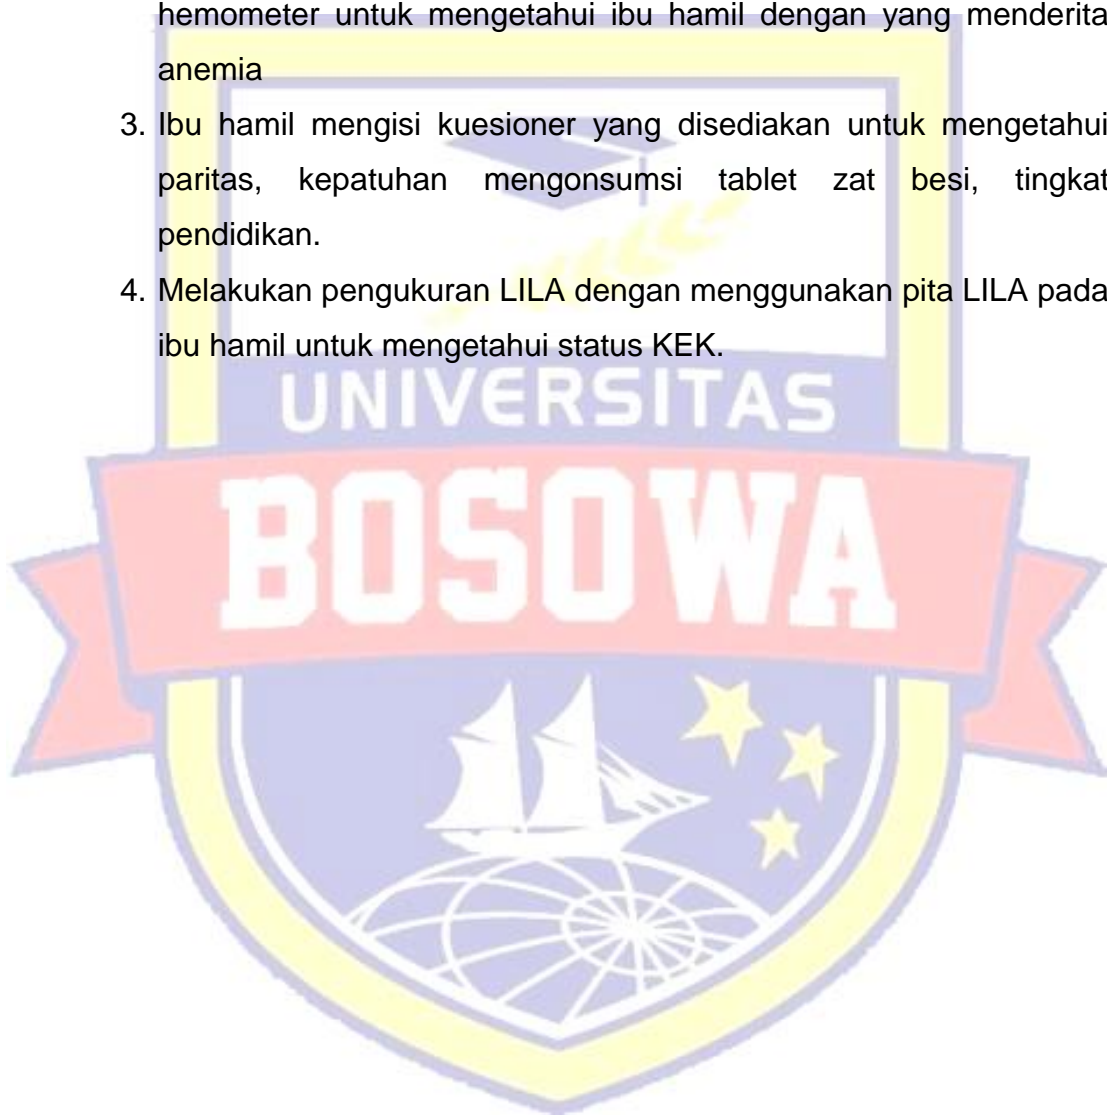 hemometer untuk mengetahui ibu hamil dengan yang menderita
anemia
3. Ibu hamil mengisi kuesioner yang disediakan untuk mengetahui
paritas, kepatuhan mengonsumsi tablet zat besi, tingkat
pendidikan.
4. Melakukan pengukuran LILA dengan menggunakan pita LILA pada
ibu hamil untuk mengetahui status KEK.
UNIVERSITAS
BOSOWA